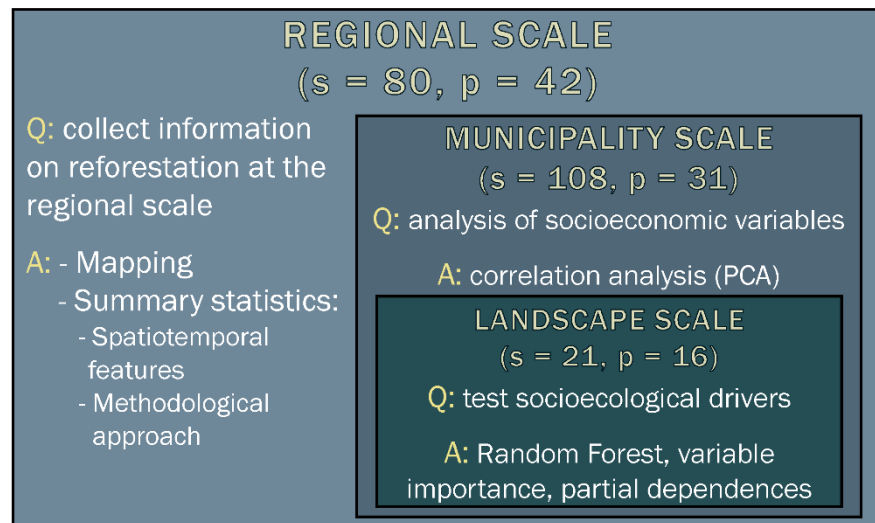 REGIONAL SCALE
(s = 80, p = 42)
Q: collect information
on reforestation at the
regional scale
A: - Mapping
- Summary statistics:
- Spatiotemporal
features
- Methodological
approach
MUNICIPALITY SCALE
(s = 108, p = 31)
Q: analysis of socioeconomic variables
A: correlation analysis (PCA)
LANDSCAPE SCALE
(s = 21, p = 16)
Q: test socioecological drivers
A: Random Forest, variable
importance, partial dependences